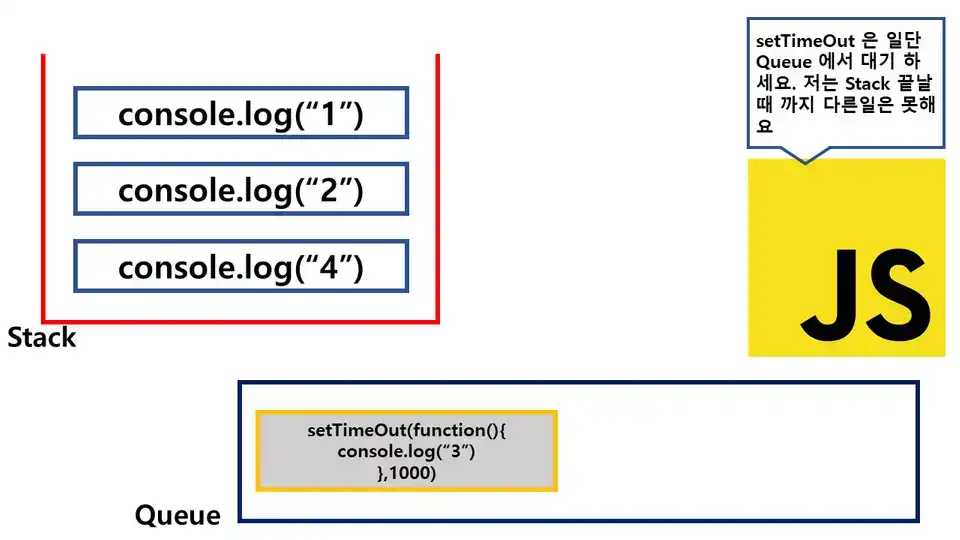 setTimeOut 은 일단
Queue 에서 대기 하
세요. 저는 Stack 끝날
때 까지 다른일은 못해
요
console.log(“1”)
console.log(“2”)
console.log(“4”)
Stack
JS
setTimeOut(function(){
console.log(“3”)
},1000)
Queue